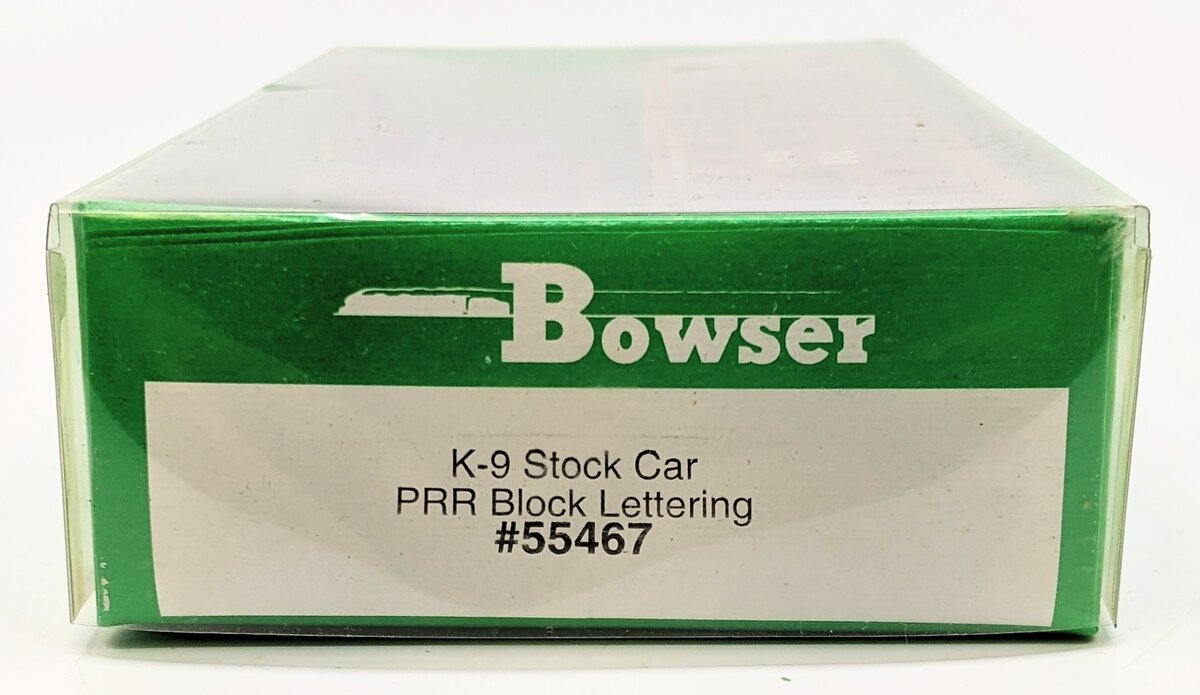 Bowser
K-9 Stock Car
PRR Block Lettering
#55467